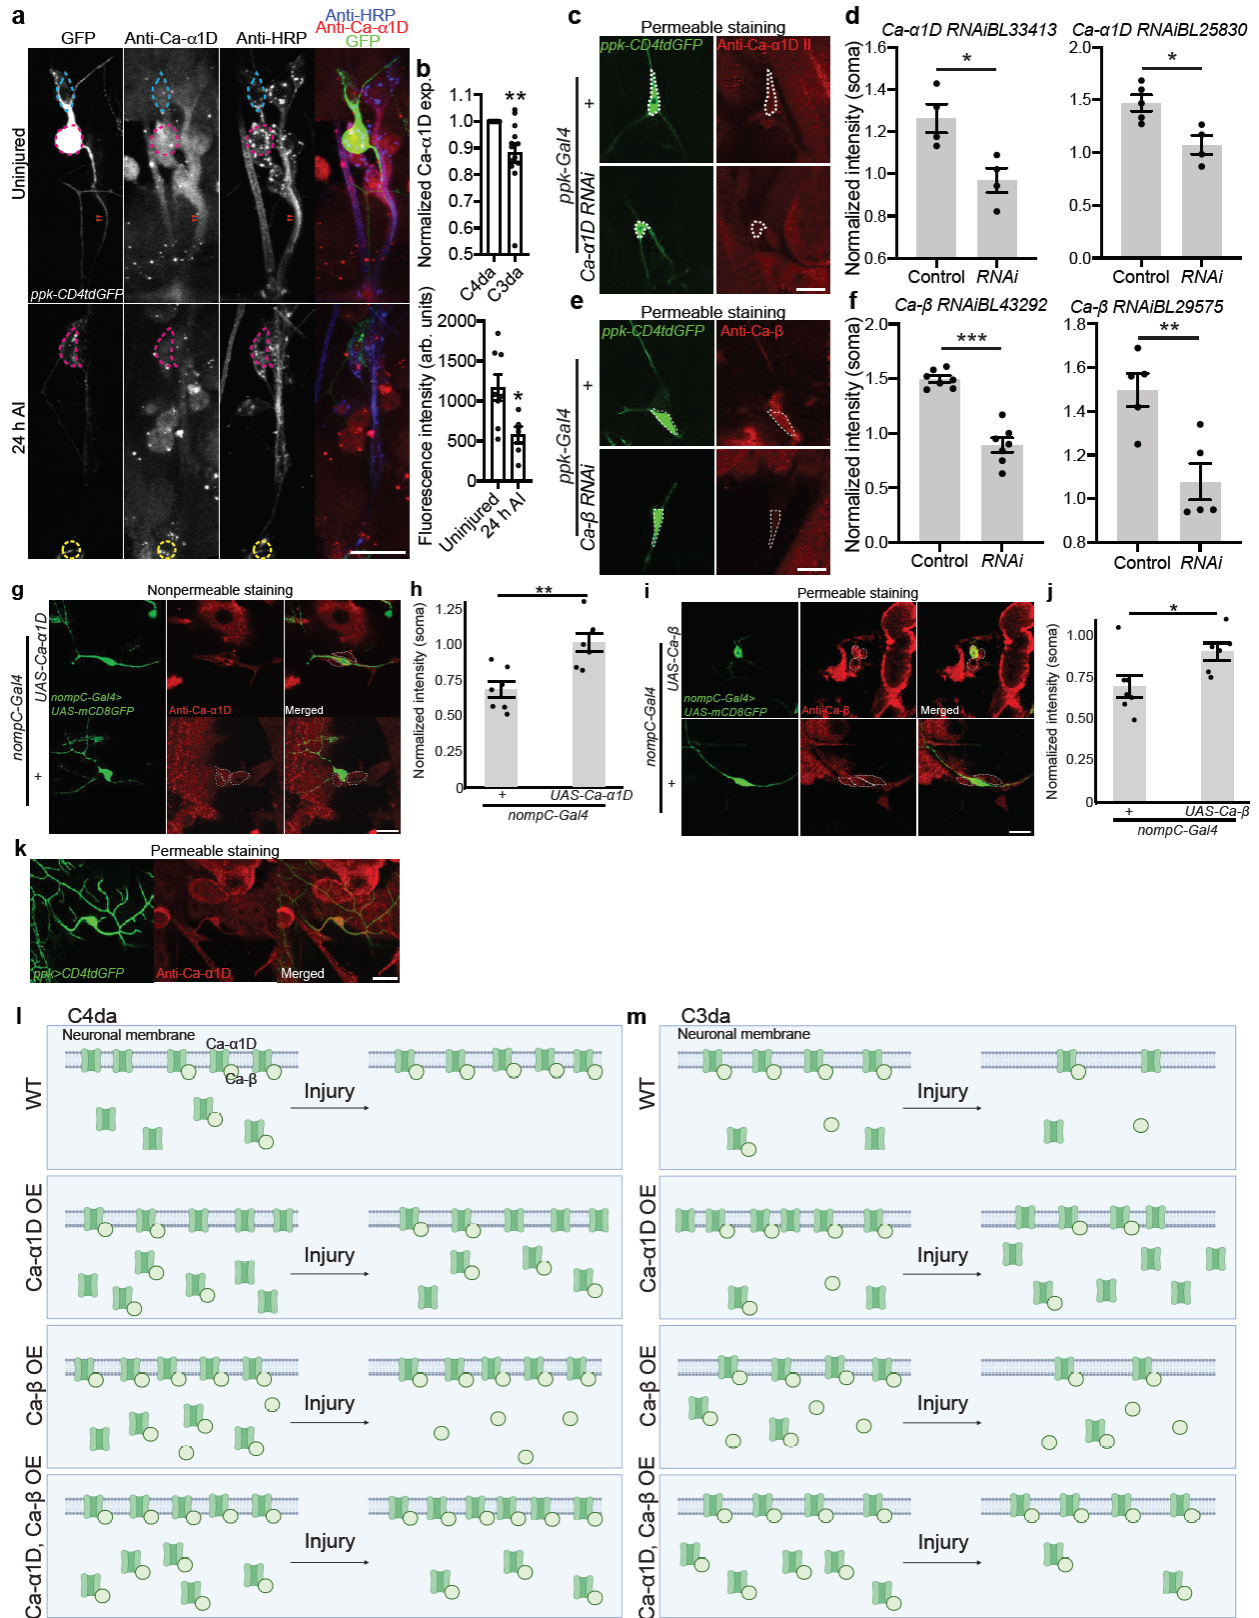 a
GFP
Anti-Ca-α1D
Anti-HRP
Anti-HRP
Anti-Ca-α1D
GFP
Uninjured
ppk-CD4tdGFP
24 h AI
b
Normalized Ca-α1D exp.
1.1
1.0
0.9
0.8
0.7
0.6
0.5
**
C4da
C3da
Fluorescence intensity (arb. units)
2000
1500
1000
500
0
*
Uninjured
24 h AI
c
Permeable staining
ppk-CD4tdGFP
Anti-Ca-α1D II
ppk-Gal4
+
Ca-α1D RNAi
d
Ca-α1D RNAiBL33413
Normalized intensity (soma)
1.6
1.4
1.2
1.0
0.8
0.6
*
Control
RNAi
Ca-α1D RNAiBL25830
2.0
1.5
1.0
0.5
0.0
*
Control
RNAi
e
Permeable staining
ppk-CD4tdGFP
Anti-Ca-β
ppk-Gal4
+
Ca-β RNAi
f
Ca-β RNAiBL43292
Normalized intensity (soma)
2.0
1.5
1.0
0.5
0.0
***
Control
RNAi
Ca-β RNAiBL29575
1.8
1.6
1.4
1.2
1.0
0.8
**
Control
RNAi
g
Nonpermeable staining
nompC-Gal4
UAS-Ca-α1D
+
nompC-Gal4>
UAS-mCD8GFP
Anti-Ca-α1D
Merged
h
Normalized intensity (soma)
1.25
1.00
0.75
0.50
0.25
0
**
+
UAS-Ca-α1D
nompC-Gal4
i
Permeable staining
nompC-Gal4
UAS-Ca-β
+
nompC-Gal4>
UAS-mCD8GFP
Anti-Ca-β
Merged
j
Normalized intensity (soma)
1.00
0.75
0.50
0.25
0
*
+
UAS-Ca-β
nompC-Gal4
k
Permeable staining
ppk>CD4tdGFP
Anti-Ca-α1D
Merged
l
C4da
WT
Neuronal membrane
Ca-α1D
Ca-β
Injury
Ca-α1D OE
Injury
Ca-β OE
Injury
Ca-α1D, Ca-β OE
Injury
m
C3da
WT
Neuronal membrane
Injury
Ca-α1D OE
Injury
Ca-β OE
Injury
Ca-α1D, Ca-β OE
Injury